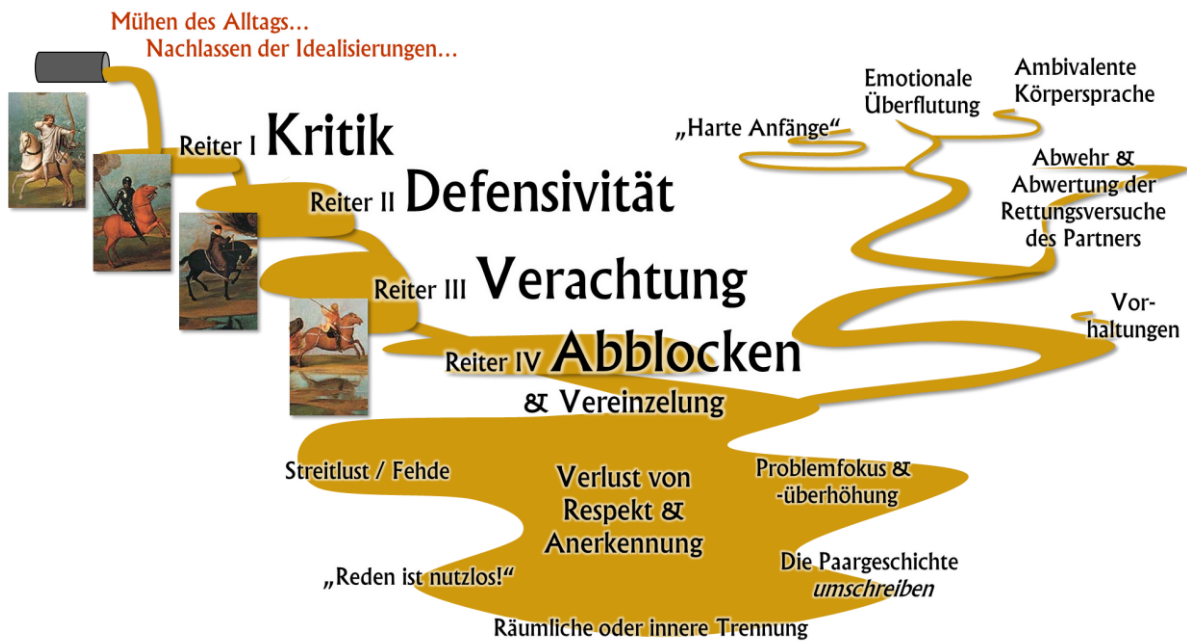 Mühen des Alltags...
Nachlassen der Idealisierungen...
Reiter I Kritik
Reiter II Defensivität
Reiter III Verachtung
Reiter IV Abblocken
& Vereinzelung
„Harte Anfänge“
Emotionale
Überflutung
Ambivalente
Körpersprache
Abwehr &
Abwertung der
Rettungsversuche
des Partners
Vor-
haltungen
Streitlust / Fehde
Verlust von
Respekt &
Anerkennung
Problemfokus &
-überhöhung
„Reden ist nutzlos!“
Die Paargeschichte
umschreiben
Räumliche oder innere Trennung